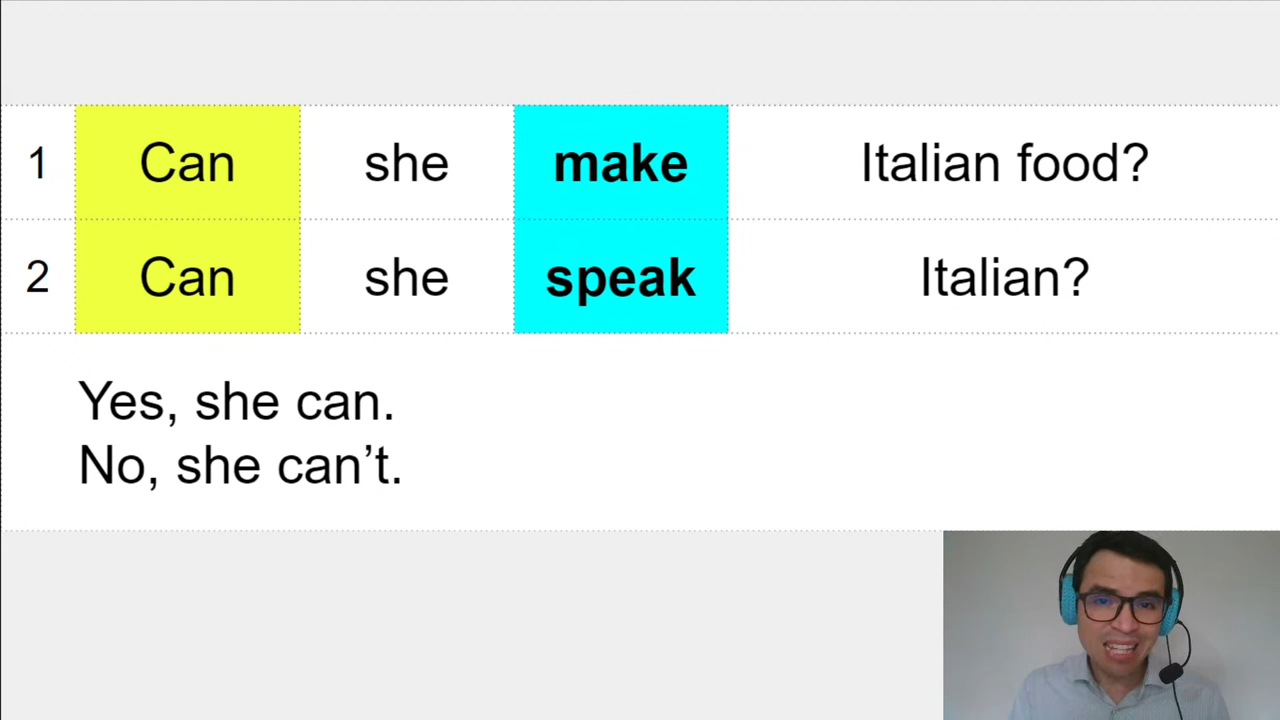 1 Can she make Italian food?
2 Can she speak Italian?
Yes, she can.
No, she can’t.